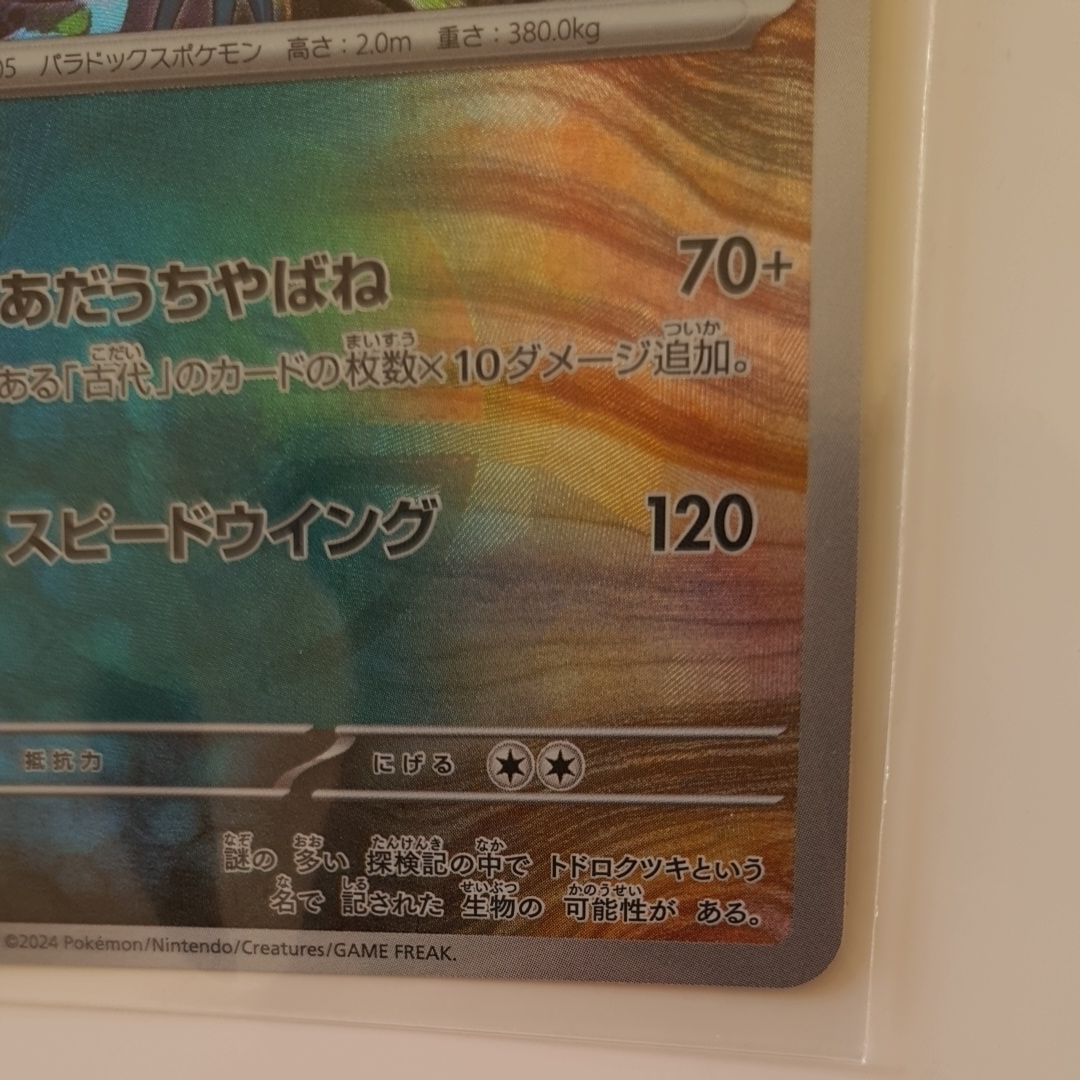 05 パラドックスポケモン 高さ：2.0m 重さ：380.0kg
あだうちやばね 70+
ある「古代」のカードの枚数×10ダメージ追加。
スピードウイング 120
抵抗力 にげる
謎の 多い 探検記の中で トドロクツキという
名で 記された 生物の 可能性が ある。
©2024 Pokémon/Nintendo/Creatures/GAME FREAK.